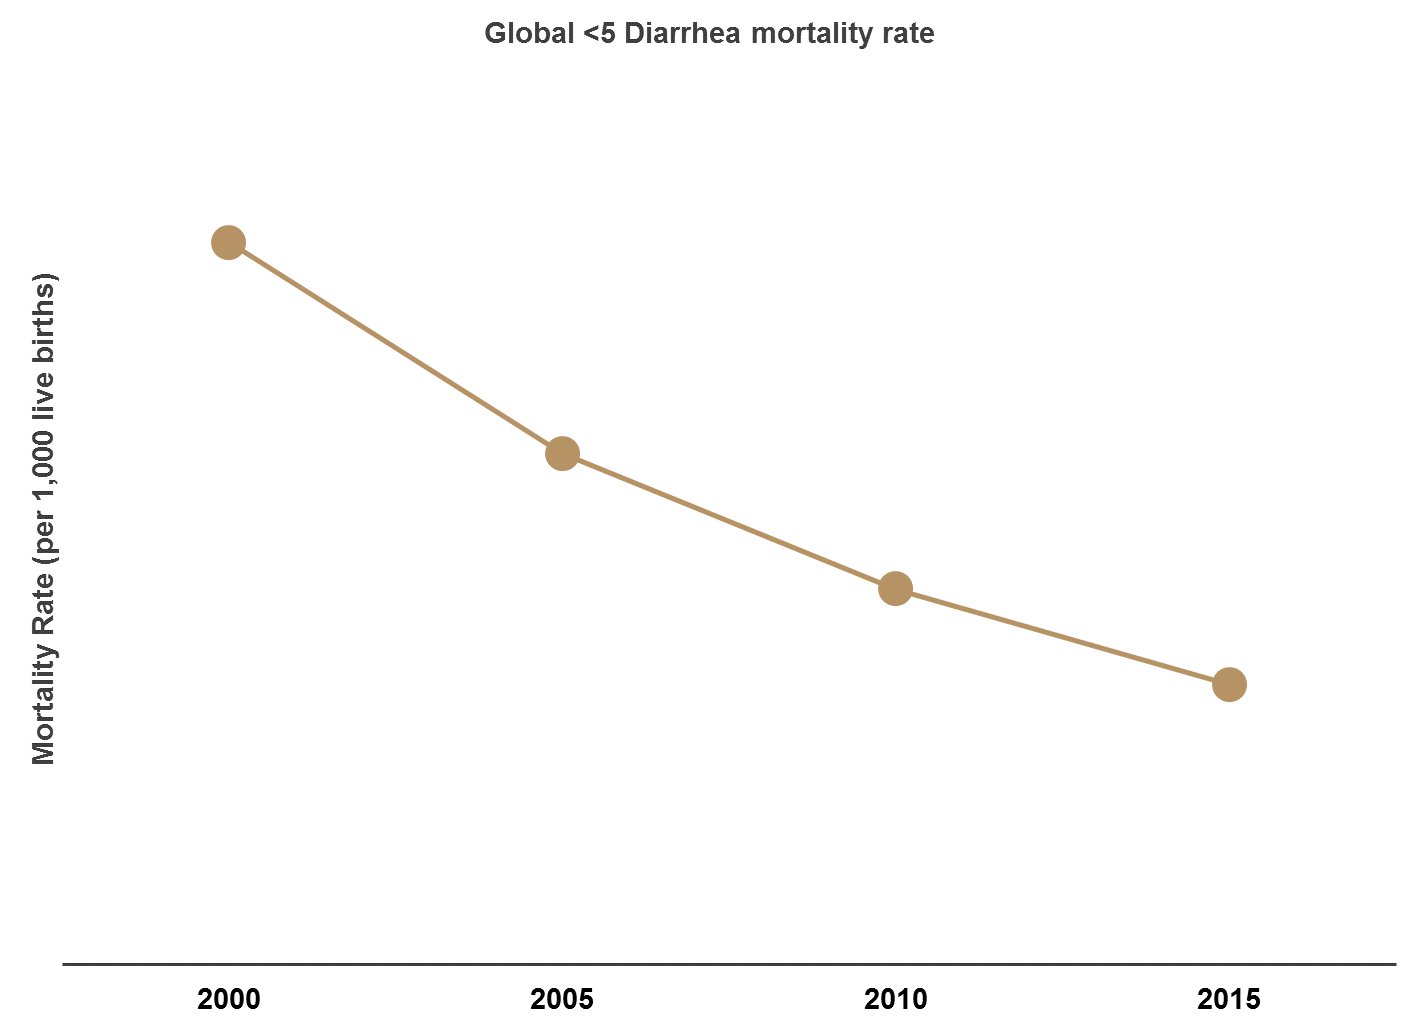 Global <5 Diarrhea mortality rate
Mortality Rate (per 1,000 live births)
2000 2005 2010 2015